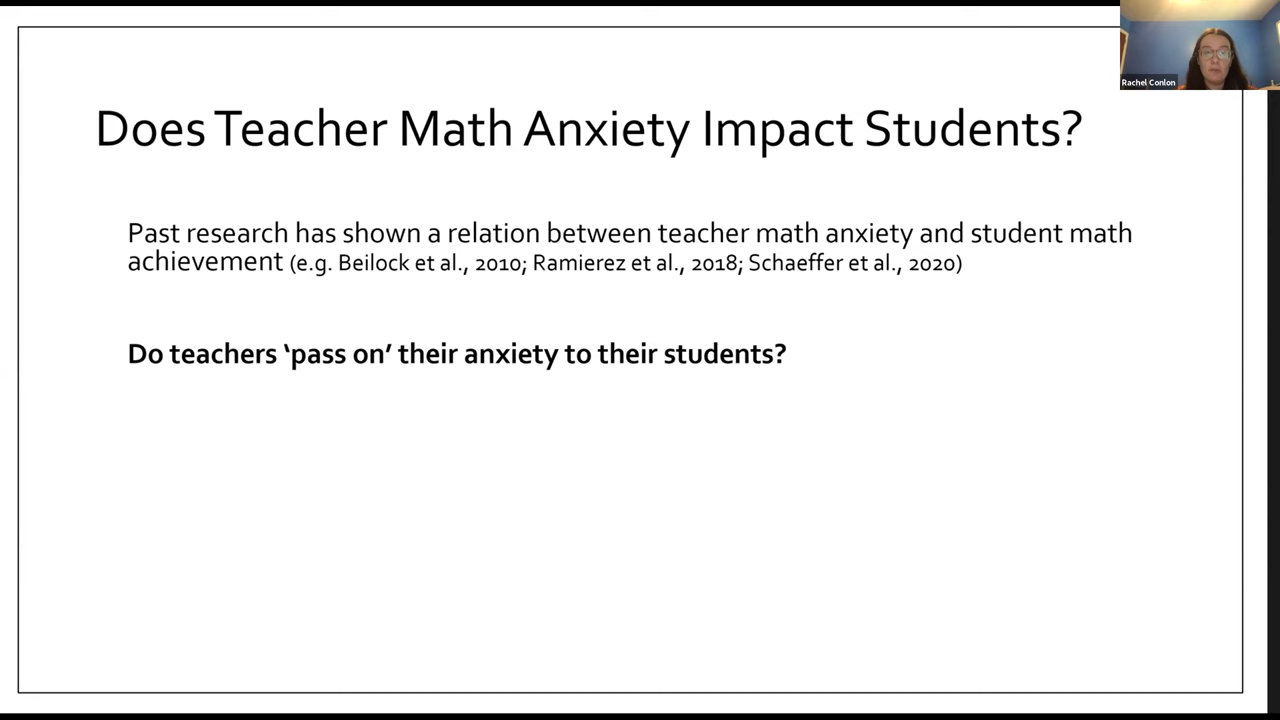 Does Teacher Math Anxiety Impact Students?
Past research has shown a relation between teacher math anxiety and student math
achievement (e.g. Beilock et al., 2010; Ramierez et al., 2018; Schaeffer et al., 2020)
Do teachers ‘pass on’ their anxiety to their students?
Rachel Conlon